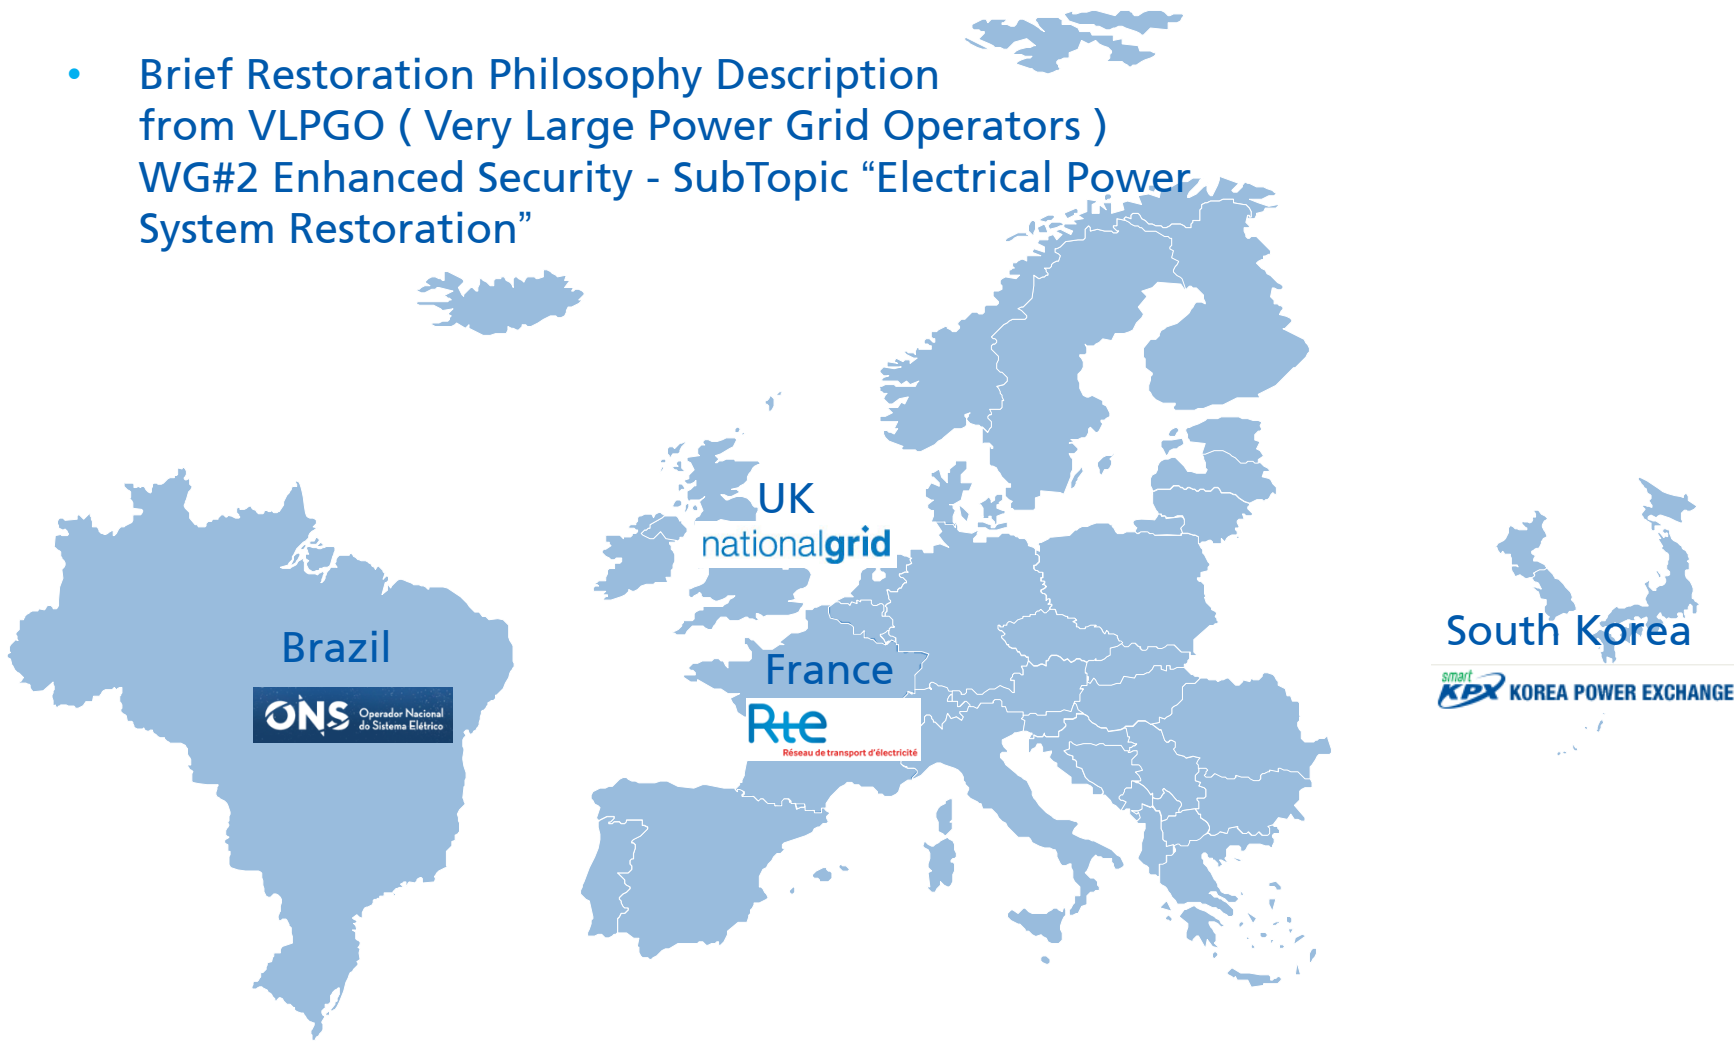 • Brief Restoration Philosophy Description
from VLPGO ( Very Large Power Grid Operators )
WG#2 Enhanced Security - SubTopic “Electrical Power
System Restoration”
UK
nationalgrid
Brazil
ONS Operador Nacional
do Sistema Elétrico
France
Rte
Réseau de transport d'électricité
South Korea
smart
KPX KOREA POWER EXCHANGE